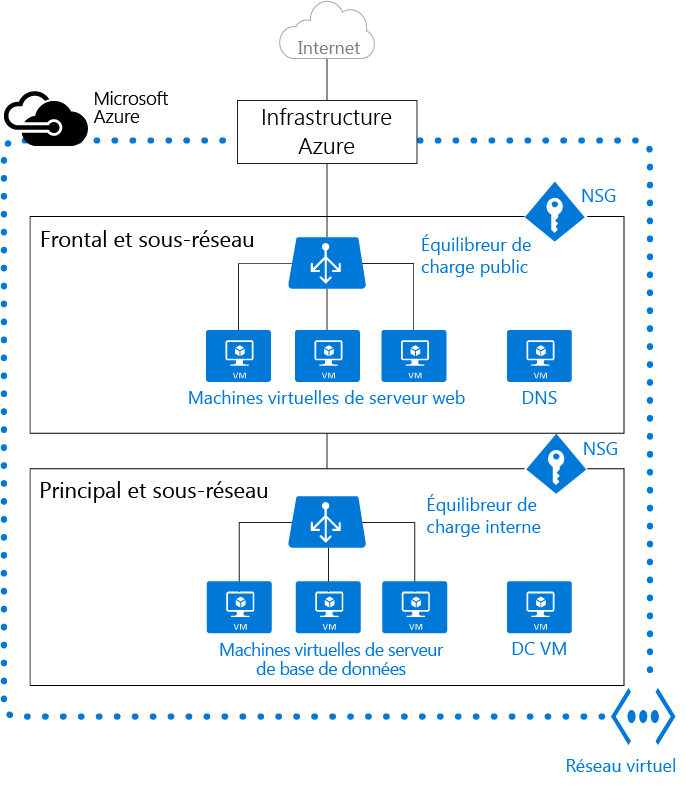 Internet
Microsoft
Azure
Infrastructure
Azure
NSG
Frontal et sous-réseau
Équilibreur de
charge public
VM
VM
VM
VM
Machines virtuelles de serveur web
DNS
NSG
Principal et sous-réseau
Équilibreur de
charge interne
VM
VM
VM
VM
Machines virtuelles de serveur
de base de données
DC VM
Réseau virtuel